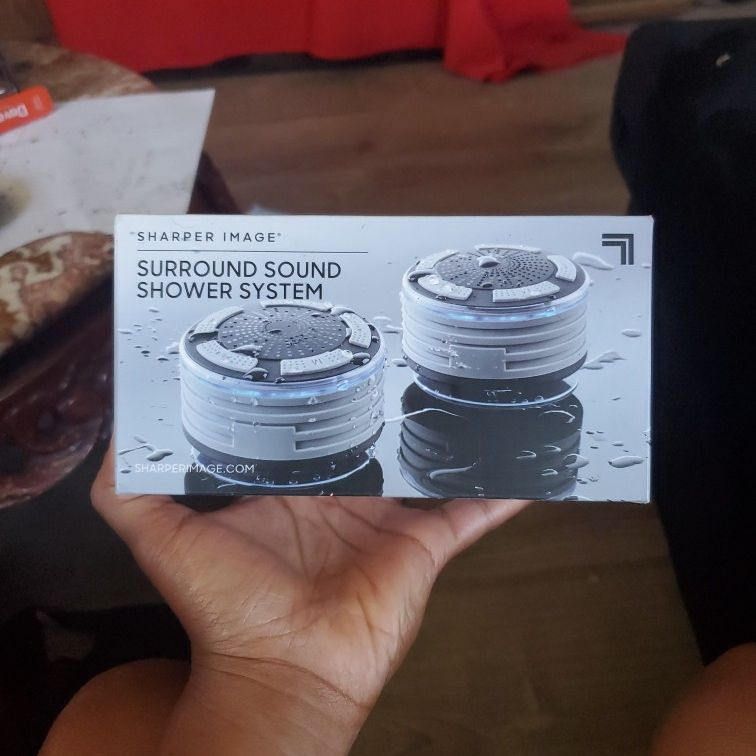 SHARPER IMAGE®
SURROUND SOUND
SHOWER SYSTEM
SHARPERIMAGE.COM